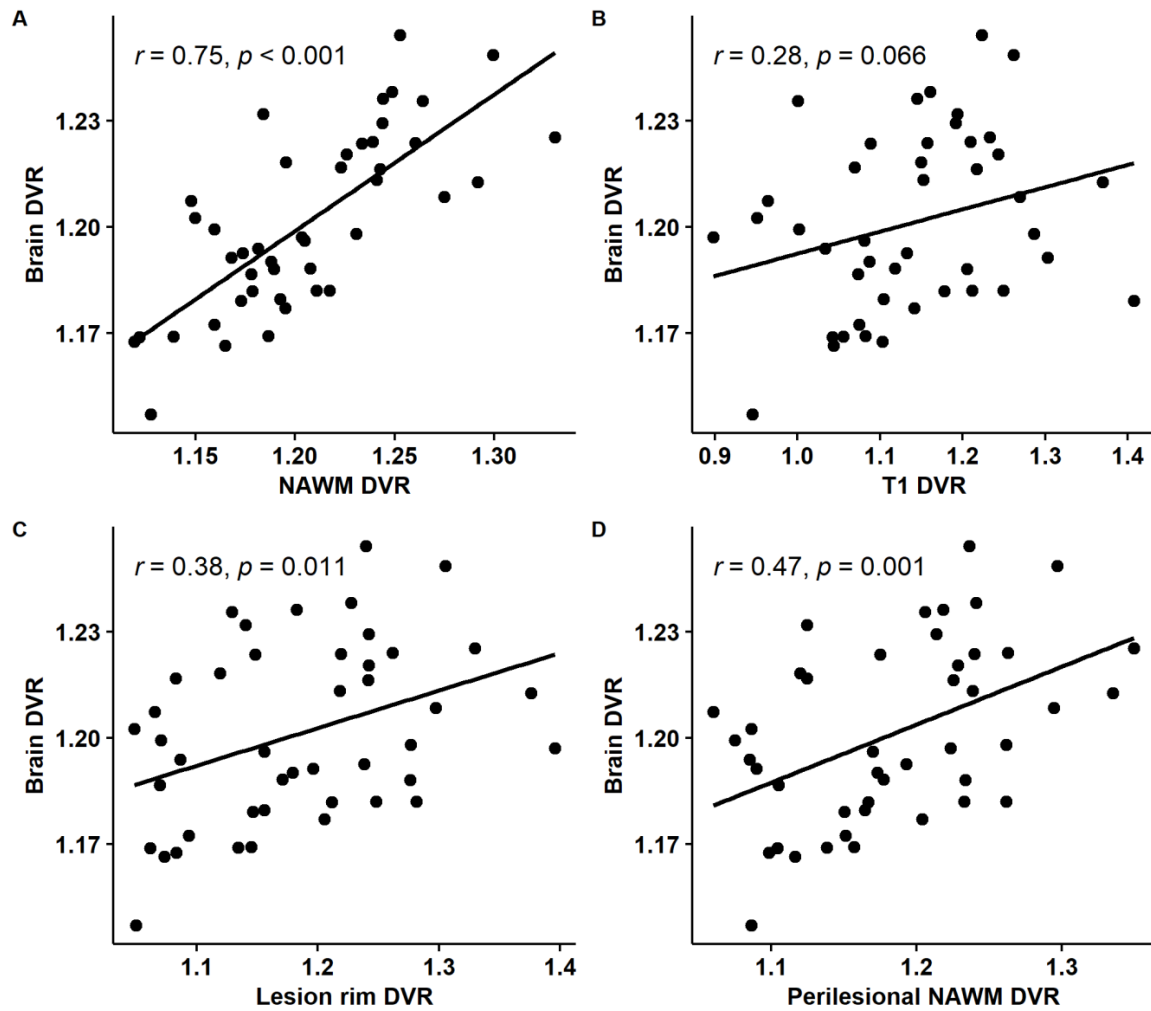 A
r = 0.75, p < 0.001
1.23
1.20
1.17
Brain DVR
1.15 1.20 1.25 1.30
NAWM DVR
B
r = 0.28, p = 0.066
1.23
1.20
1.17
Brain DVR
0.9 1.0 1.1 1.2 1.3 1.4
T1 DVR
C
r = 0.38, p = 0.011
1.23
1.20
1.17
Brain DVR
1.1 1.2 1.3 1.4
Lesion rim DVR
D
r = 0.47, p = 0.001
1.23
1.20
1.17
Brain DVR
1.1 1.2 1.3
Perilesional NAWM DVR